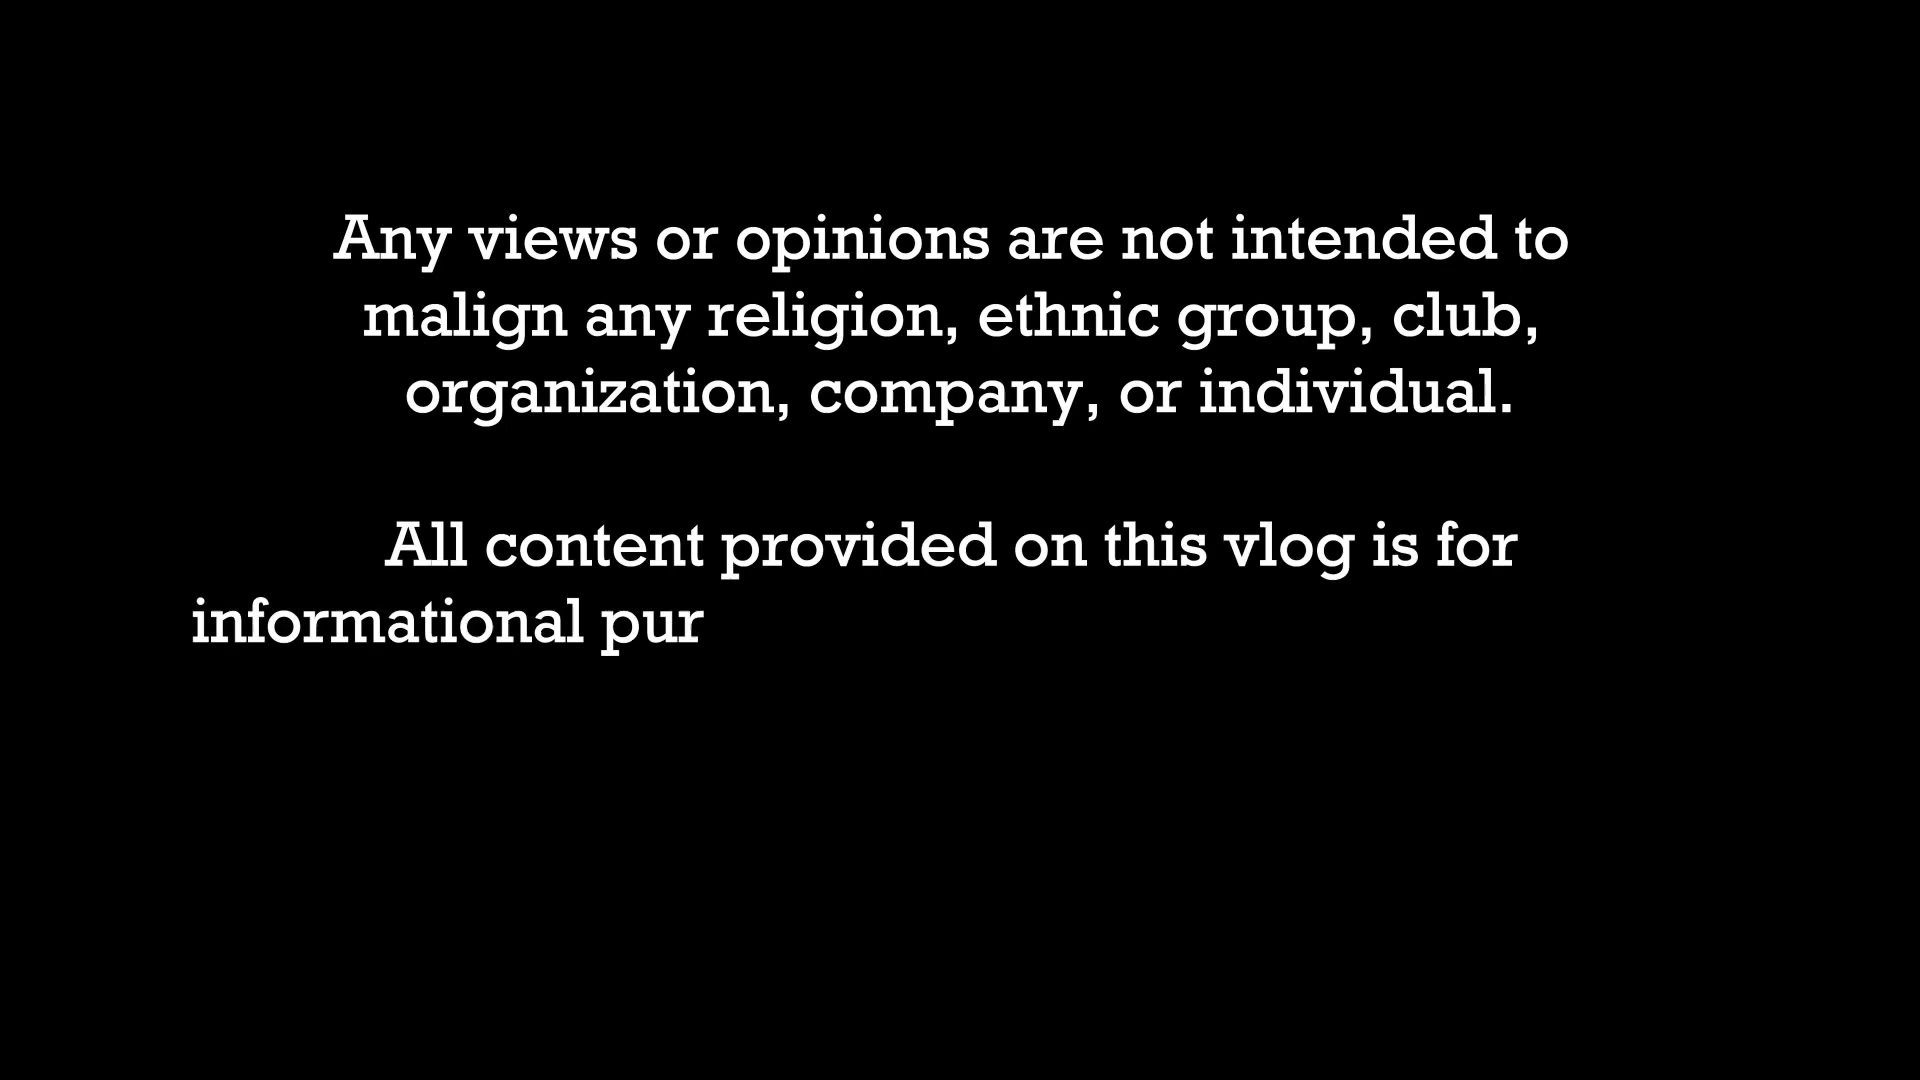 Any views or opinions are not intended to
malign any religion, ethnic group, club,
organization, company, or individual.
All content provided on this vlog is for
informational pur